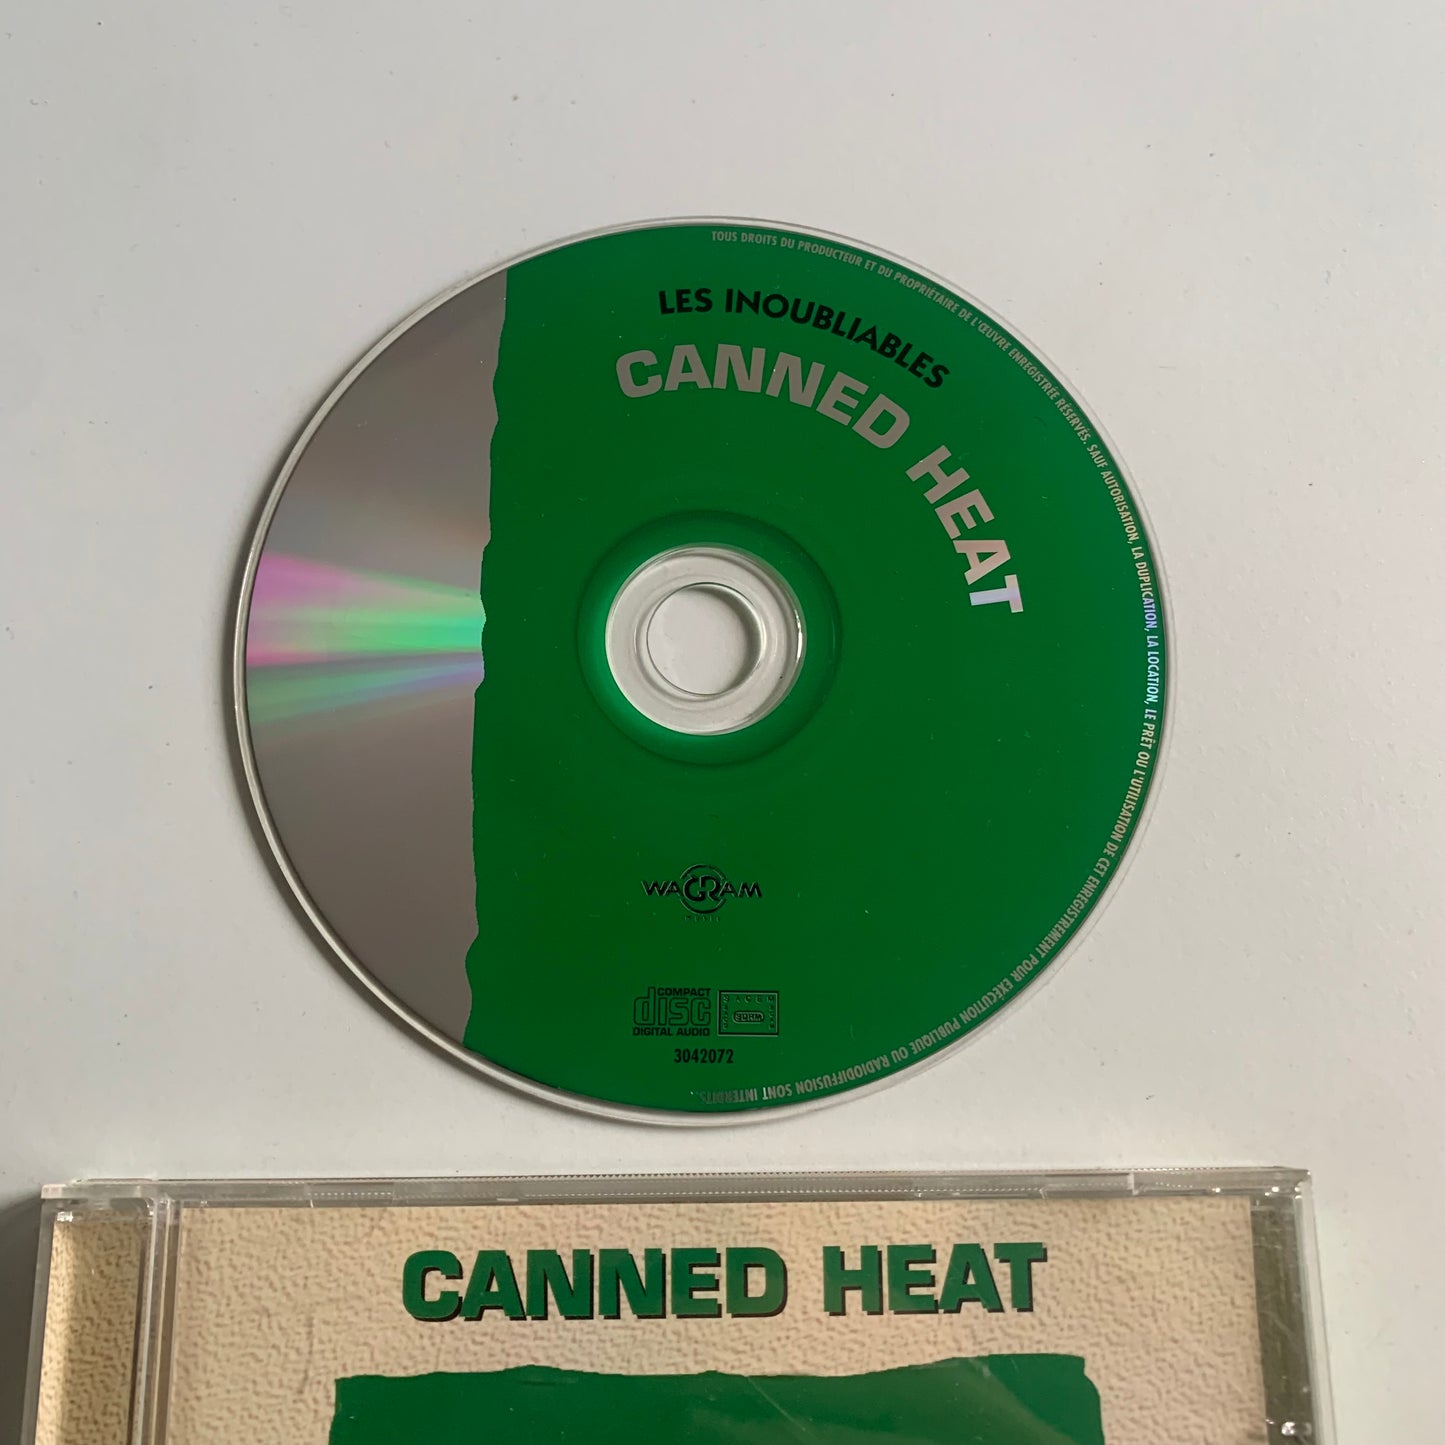 TOUS DROITS DU PRODUCTEUR ET DU PROPRIÉTAIRE DE L'ŒUVRE ENREGISTRÉE RÉSERVÉS. SAUF AUTORISATION, LA DUPLICATION, LA LOCATION, LE PRÊT OU L'UTILISATION DE CET ENREGISTREMENT POUR EXÉCUTION PUBLIQUE OU RADIODIFFUSION SONT INTERDITS.
LES INOUBLIABLES
CANNED HEAT
WAGRAM
MUSIC
COMPACT
disc
DIGITAL AUDIO
SACEM
3042072
CANNED HEAT